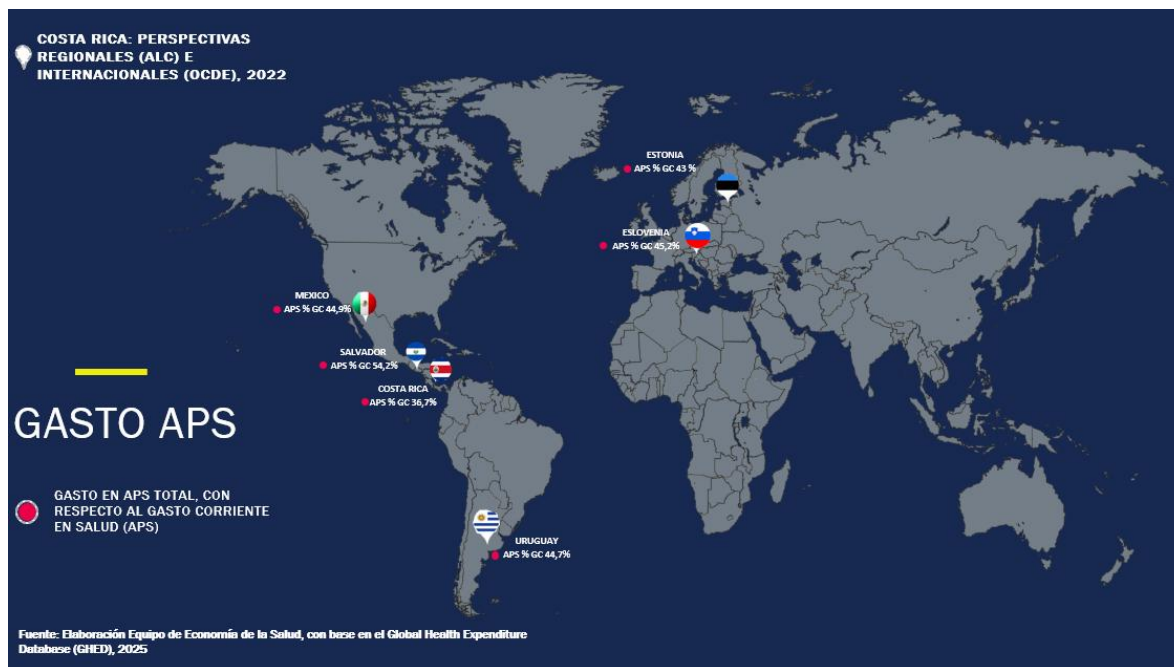 COSTA RICA: PERSPECTIVAS
REGIONALES (ALC) E
INTERNACIONALES (OCDE), 2022
ESTONIA
APS % GC 43 %
ESLOVENIA
APS % GC 45,2%
MEXICO
APS % GC 44,9%
SALVADOR
APS % GC 54,2%
COSTA RICA
APS % GC 36,7%
GASTO APS
GASTO EN APS TOTAL, CON
RESPECTO AL GASTO CORRIENTE
EN SALUD (APS)
URUGUAY
APS % GC 44,7%
Fuente: Elaboración Equipo de Economía de la Salud, con base en el Global Health Expenditure
Database (GHED), 2025